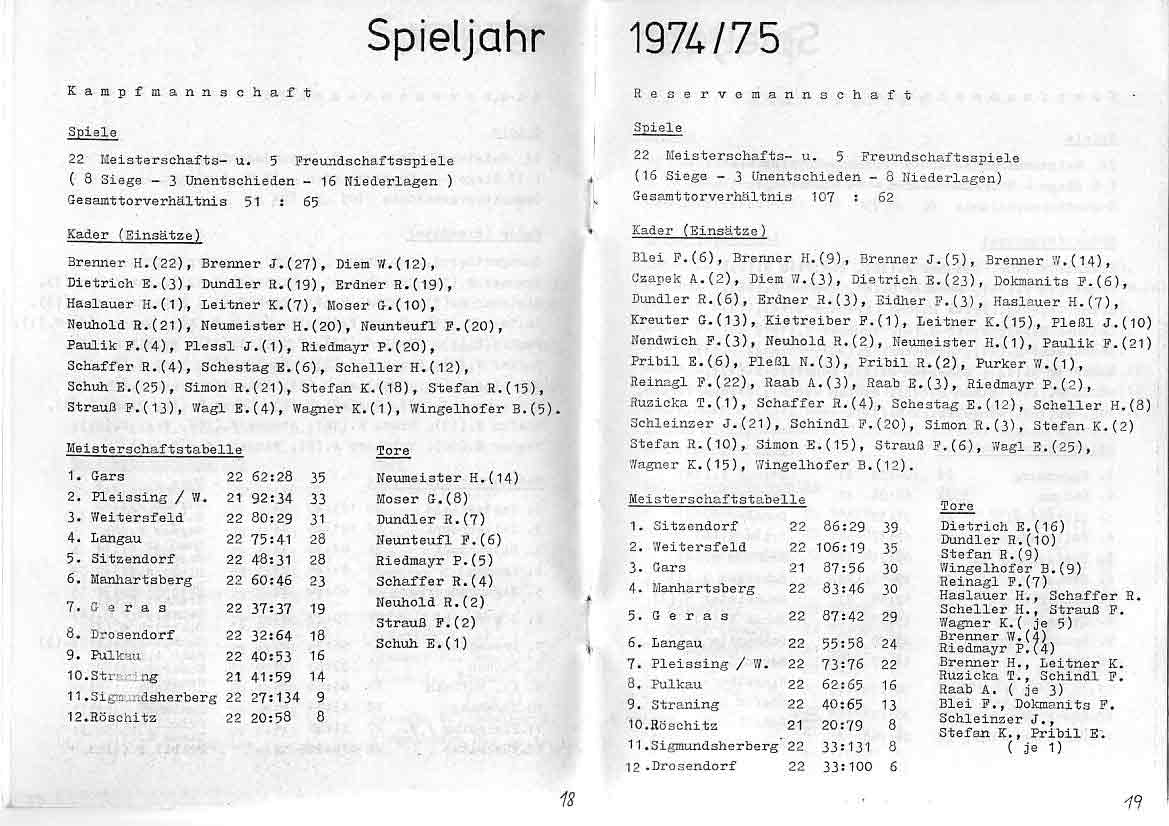 Spieljahr
Kampfmannschaft
Spiele
22 Meisterschafts- u. 5 Freundschaftsspiele
( 8 Siege - 3 Unentschieden - 16 Niederlagen )
Gesamttorverhältnis 51 : 65
Kader (Einsätze)
Brenner H.(22), Brenner J.(27), Diem W.(12),
Dietrich E.(3), Dundler R.(19), Erdner R.(19),
Haslauer H.(1), Leitner K.(7), Moser G.(10),
Neuhold R.(21), Neumeister H.(20), Neunteufl F.(20),
Paulik F.(4), Plessl J.(1), Riedmayr P.(20),
Schaffer R.(4), Schestag E.(6), Scheller H.(12),
Schuh E.(25), Simon R.(21), Stefan K.(18), Stefan R.(15),
Strauß F.(13), Wagl E.(4), Wagner K.(1), Wingelhofer B.(5).
Meisterschaftstabelle
1. Gars 22 62:28 35
2. Pleissing / W. 21 92:34 33
3. Weitersfeld 22 80:29 31
4. Langau 22 75:41 28
5. Sitzendorf 22 48:31 28
6. Manhartsberg 22 60:46 23
7. G e r a s 22 37:37 19
8. Drosendorf 22 32:64 18
9. Pulkau 22 40:53 16
10.Straning 21 41:59 14
11.Sigmundsherberg 22 27:134 9
12.Röschitz 22 20:58 8
Tore
Neumeister H.(14)
Moser G.(8)
Dundler R.(7)
Neunteufl F.(6)
Riedmayr P.(5)
Schaffer R.(4)
Neuhold R.(2)
Strauß F.(2)
Schuh E.(1)
18
1974/75
Reservemannschaft
Spiele
22 Meisterschafts- u. 5 Freundschaftsspiele
(16 Siege - 3 Unentschieden - 8 Niederlagen)
Gesamttorverhältnis 107 : 62
Kader (Einsätze)
Blei F.(6), Brenner H.(9), Brenner J.(5), Brenner W.(14),
Czapek A.(2), Diem W.(3), Dietrich E.(23), Dokmanits F.(6),
Dundler R.(6), Erdner R.(3), Eidher F.(3), Haslauer H.(7),
Kreuter G.(13), Kietreiber F.(1), Leitner K.(15), Pleßl J.(10)
Nendwich F.(3), Neuhold R.(2), Neumeister H.(1), Paulik F.(21)
Pribil E.(6), Pleßl N.(3), Pribil R.(2), Purker W.(1),
Reinagl F.(22), Raab A.(3), Raab E.(3), Riedmayr P.(2),
Ruzicka T.(1), Schaffer R.(4), Schestag E.(12), Scheller H.(8)
Schleinzer J.(21), Schindl F.(20), Simon R.(3), Stefan K.(2)
Stefan R.(10), Simon E.(15), Strauß F.(6), Wagl E.(25),
Wagner K.(15), Wingelhofer B.(12).
Meisterschaftstabelle
1. Sitzendorf 22 86:29 39
2. Weitersfeld 22 106:19 35
3. Gars 21 87:56 30
4. Manhartsberg 22 83:46 30
5. G e r a s 22 87:42 29
6. Langau 22 55:58 24
7. Pleissing / W. 22 73:76 22
8. Pulkau 22 62:65 16
9. Straning 22 40:65 13
10.Röschitz 21 20:79 8
11.Sigmundsherberg 22 33:131 8
12.Drosendorf 22 33:100 6
Tore
Dietrich E.(16)
Dundler R.(10)
Stefan R.(9)
Wingelhofer B.(9)
Reinagl F.(7)
Haslauer H., Schaffer R.
Scheller H., Strauß F.
Wagner K.( je 5)
Brenner W.(4)
Riedmayr P.(4)
Brenner H., Leitner K.
Ruzicka T., Schindl F.
Raab A. ( je 3)
Blei F., Dokmanits F.
Schleinzer J.,
Stefan K., Pribil E.
( je 1)
19